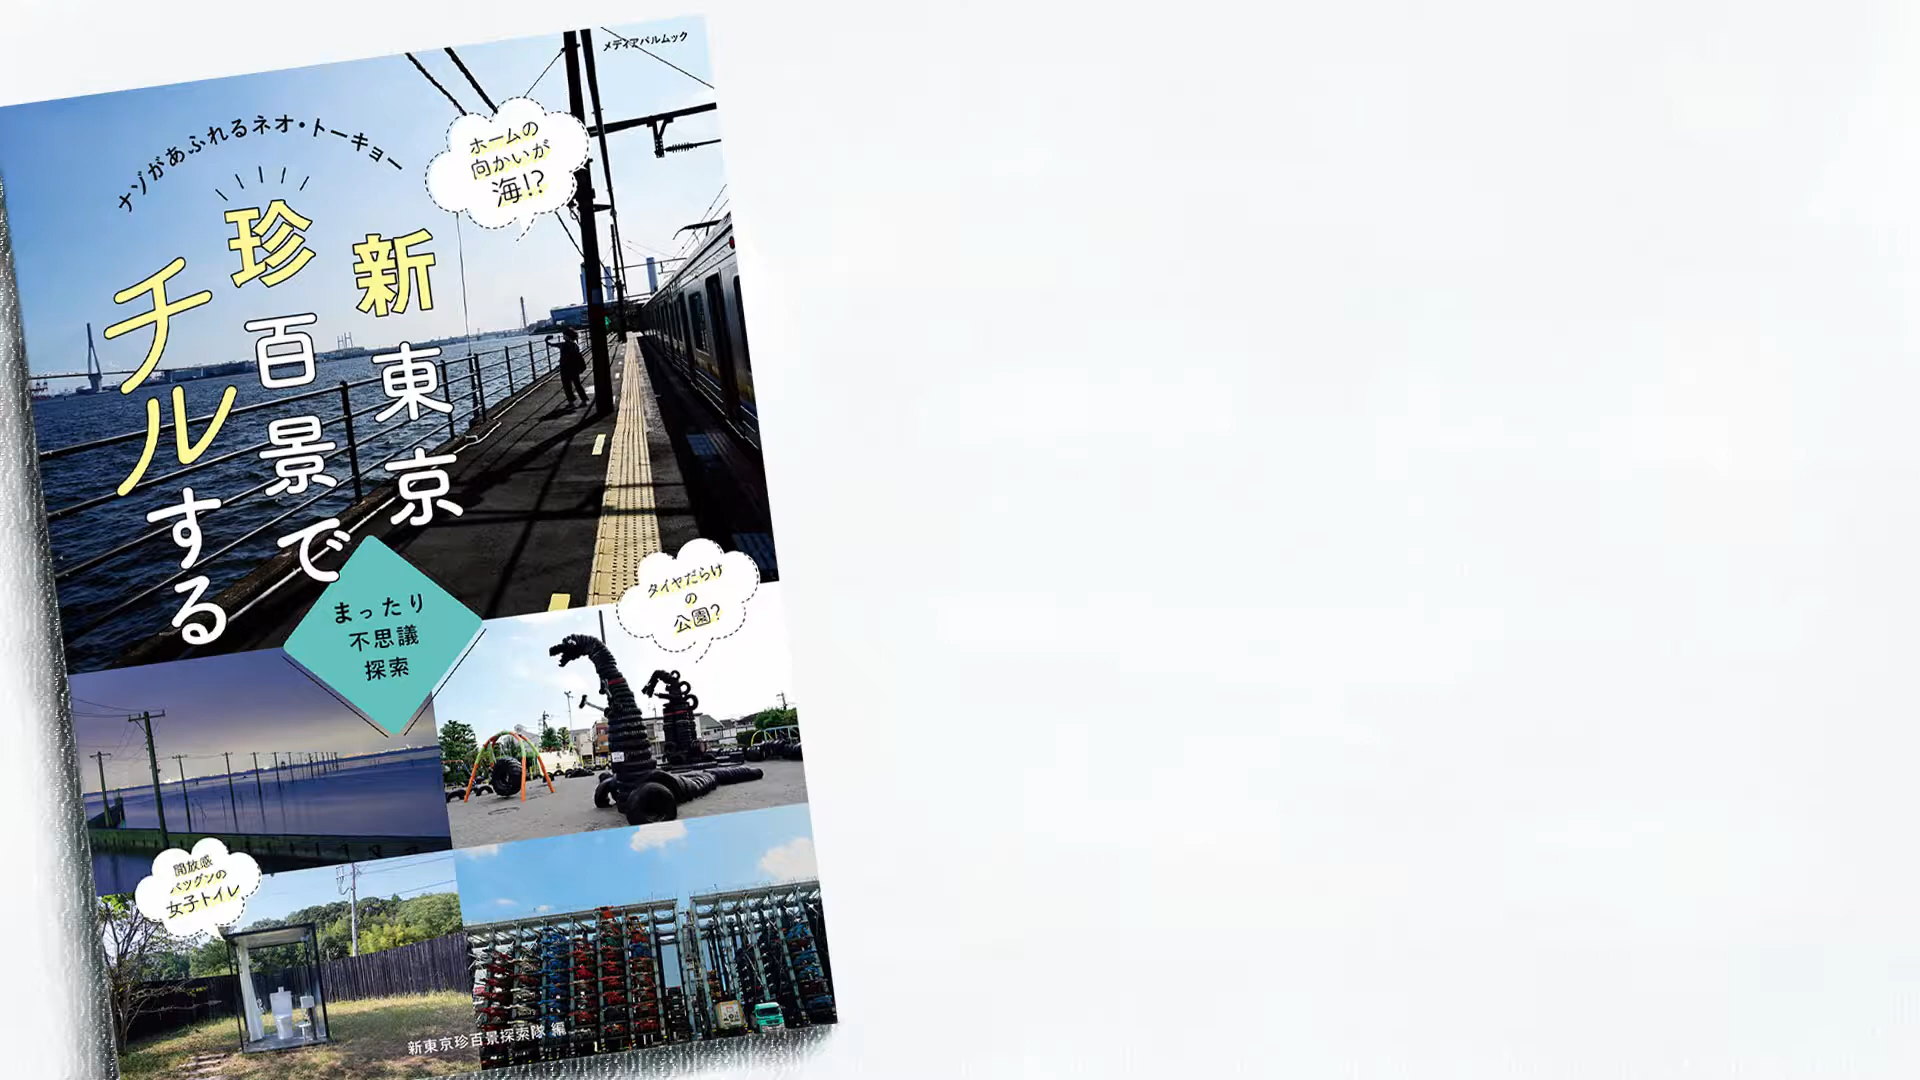 メディアパルムック
ナゾがあふれるネオ・トーキョー
ホームの
向かいが
海!?
新東京
珍百景で
チルする
まったり
不思議
探索
タイヤだらけ
の
公園?
開放感
バツグンの
女子トイレ
新東京珍百景探索隊 編